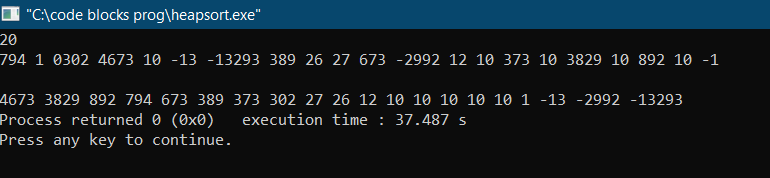 "C:\code blocks prog\heapsort.exe"
20
794 1 0302 4673 10 -13 -13293 389 26 27 673 -2992 12 10 373 10 3829 10 892 10 -1
4673 3829 892 794 673 389 373 302 27 26 12 10 10 10 10 10 1 -13 -2992 -13293
Process returned 0 (0x0)   execution time : 37.487 s
Press any key to continue.